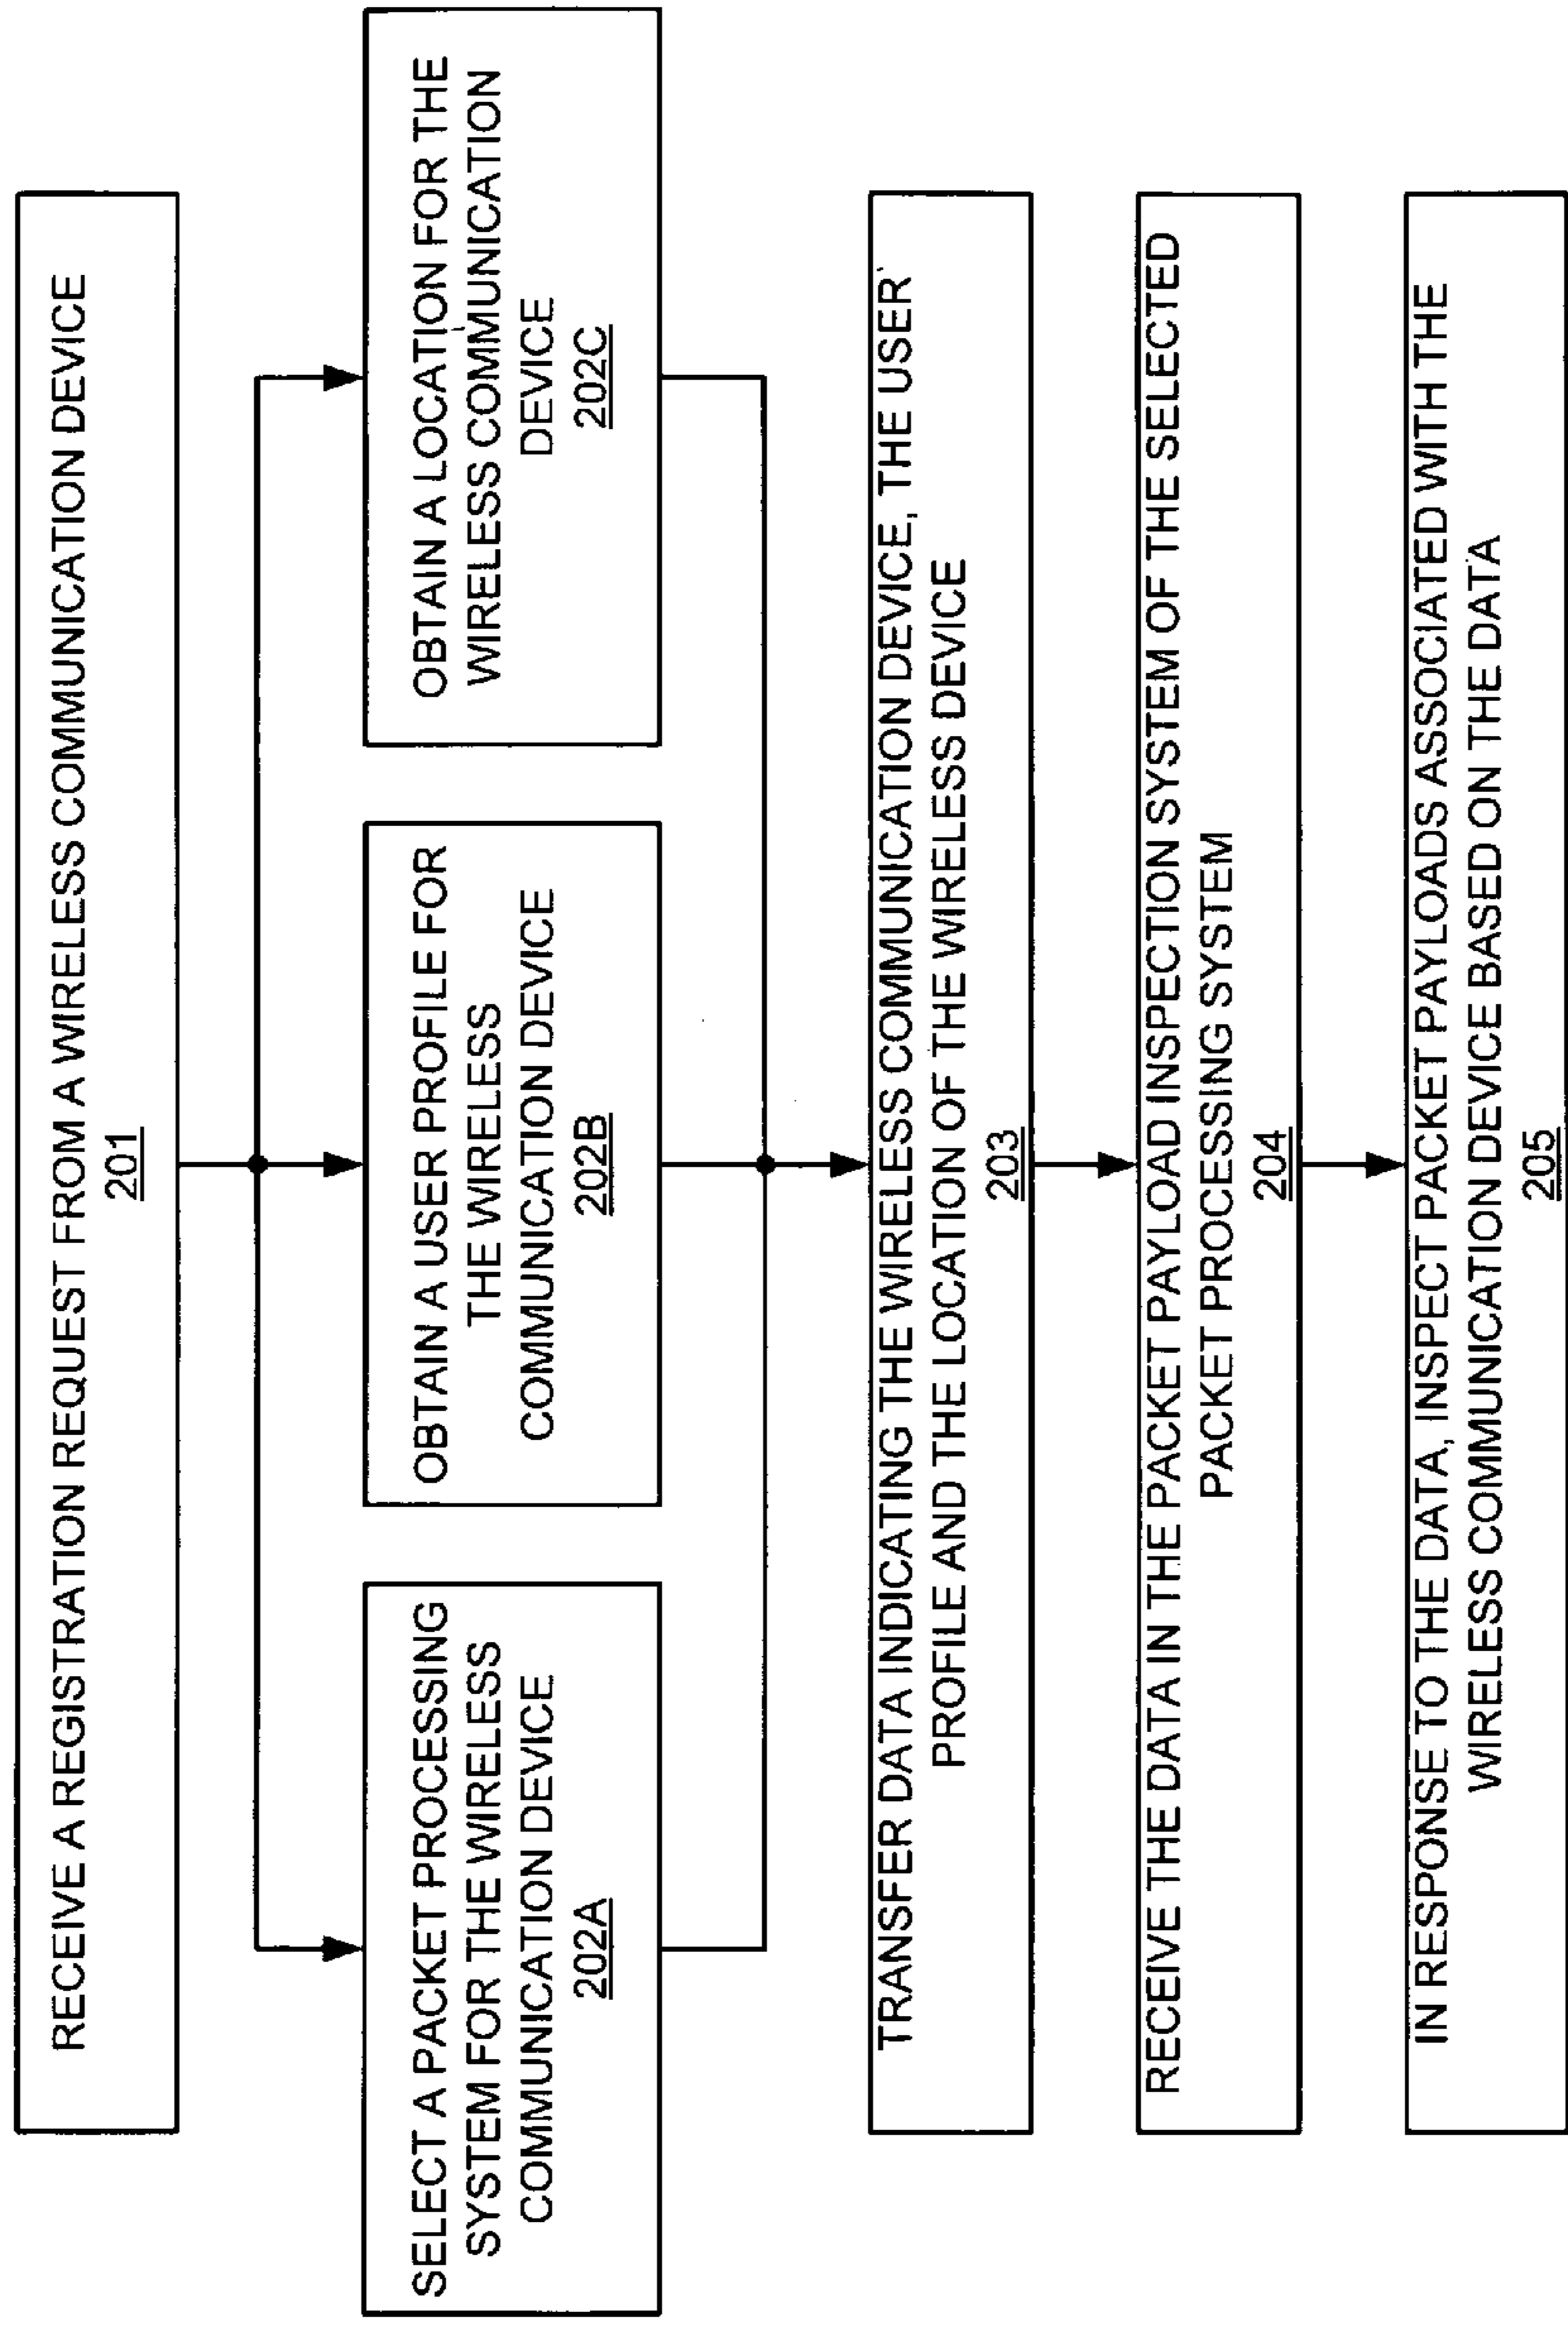 RECEIVE A REGISTRATION REQUEST FROM A WIRELESS COMMUNICATION DEVICE
201
SELECT A PACKET PROCESSING
SYSTEM FOR THE WIRELESS
COMMUNICATION DEVICE
202A
OBTAIN A USER PROFILE FOR
THE WIRELESS
COMMUNICATION DEVICE
202B
OBTAIN A LOCATION FOR THE
WIRELESS COMMUNICATION
DEVICE
202C
TRANSFER DATA INDICATING THE WIRELESS COMMUNICATION DEVICE, THE USER
PROFILE AND THE LOCATION OF THE WIRELESS DEVICE
203
RECEIVE THE DATA IN THE PACKET PAYLOAD INSPECTION SYSTEM OF THE SELECTED
PACKET PROCESSING SYSTEM
204
IN RESPONSE TO THE DATA, INSPECT PACKET PAYLOADS ASSOCIATED WITH THE
WIRELESS COMMUNICATION DEVICE BASED ON THE DATA
205